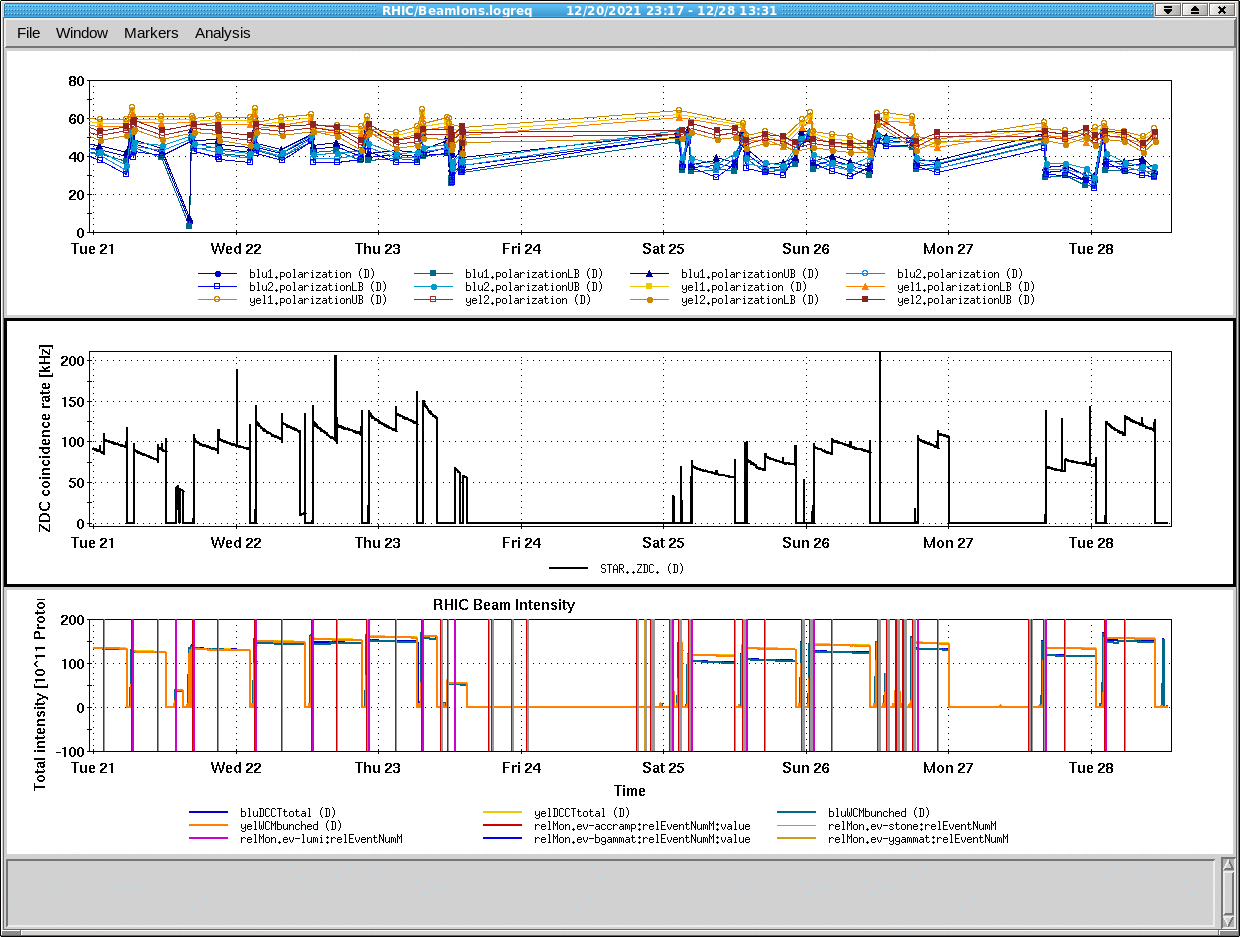 RHIC/BeamIons.logreq 12/20/2021 23:17 - 12/28 13:31
File Window Markers Analysis
80
60
40
20
0
Tue 21 Wed 22 Thu 23 Fri 24 Sat 25 Sun 26 Mon 27 Tue 28
blu1.polarization (D) blu1.polarizationLB (D) blu1.polarizationUB (D) blu2.polarization (D)
blu2.polarizationLB (D) blu2.polarizationUB (D) yel1.polarization (D) yel1.polarizationLB (D)
yel1.polarizationUB (D) yel2.polarization (D) yel2.polarizationLB (D) yel2.polarizationUB (D)
ZDC coincidence rate [kHz]
200
150
100
50
0
Tue 21 Wed 22 Thu 23 Fri 24 Sat 25 Sun 26 Mon 27 Tue 28
STAR..ZDC. (D)
RHIC Beam Intensity
Total intensity [10^11 Proto
200
100
0
-100
Tue 21 Wed 22 Thu 23 Fri 24 Sat 25 Sun 26 Mon 27 Tue 28
Time
bluDCCTtotal (D) yelDCCTtotal (D) bluWCMbunched (D)
yelWCMbunched (D) relMon.ev-accramp:relEventNumM:value relMon.ev-stone:relEventNumM
relMon.ev-lumi:relEventNumM relMon.ev-bgammat:relEventNumM:value relMon.ev-ygammat:relEventNumM